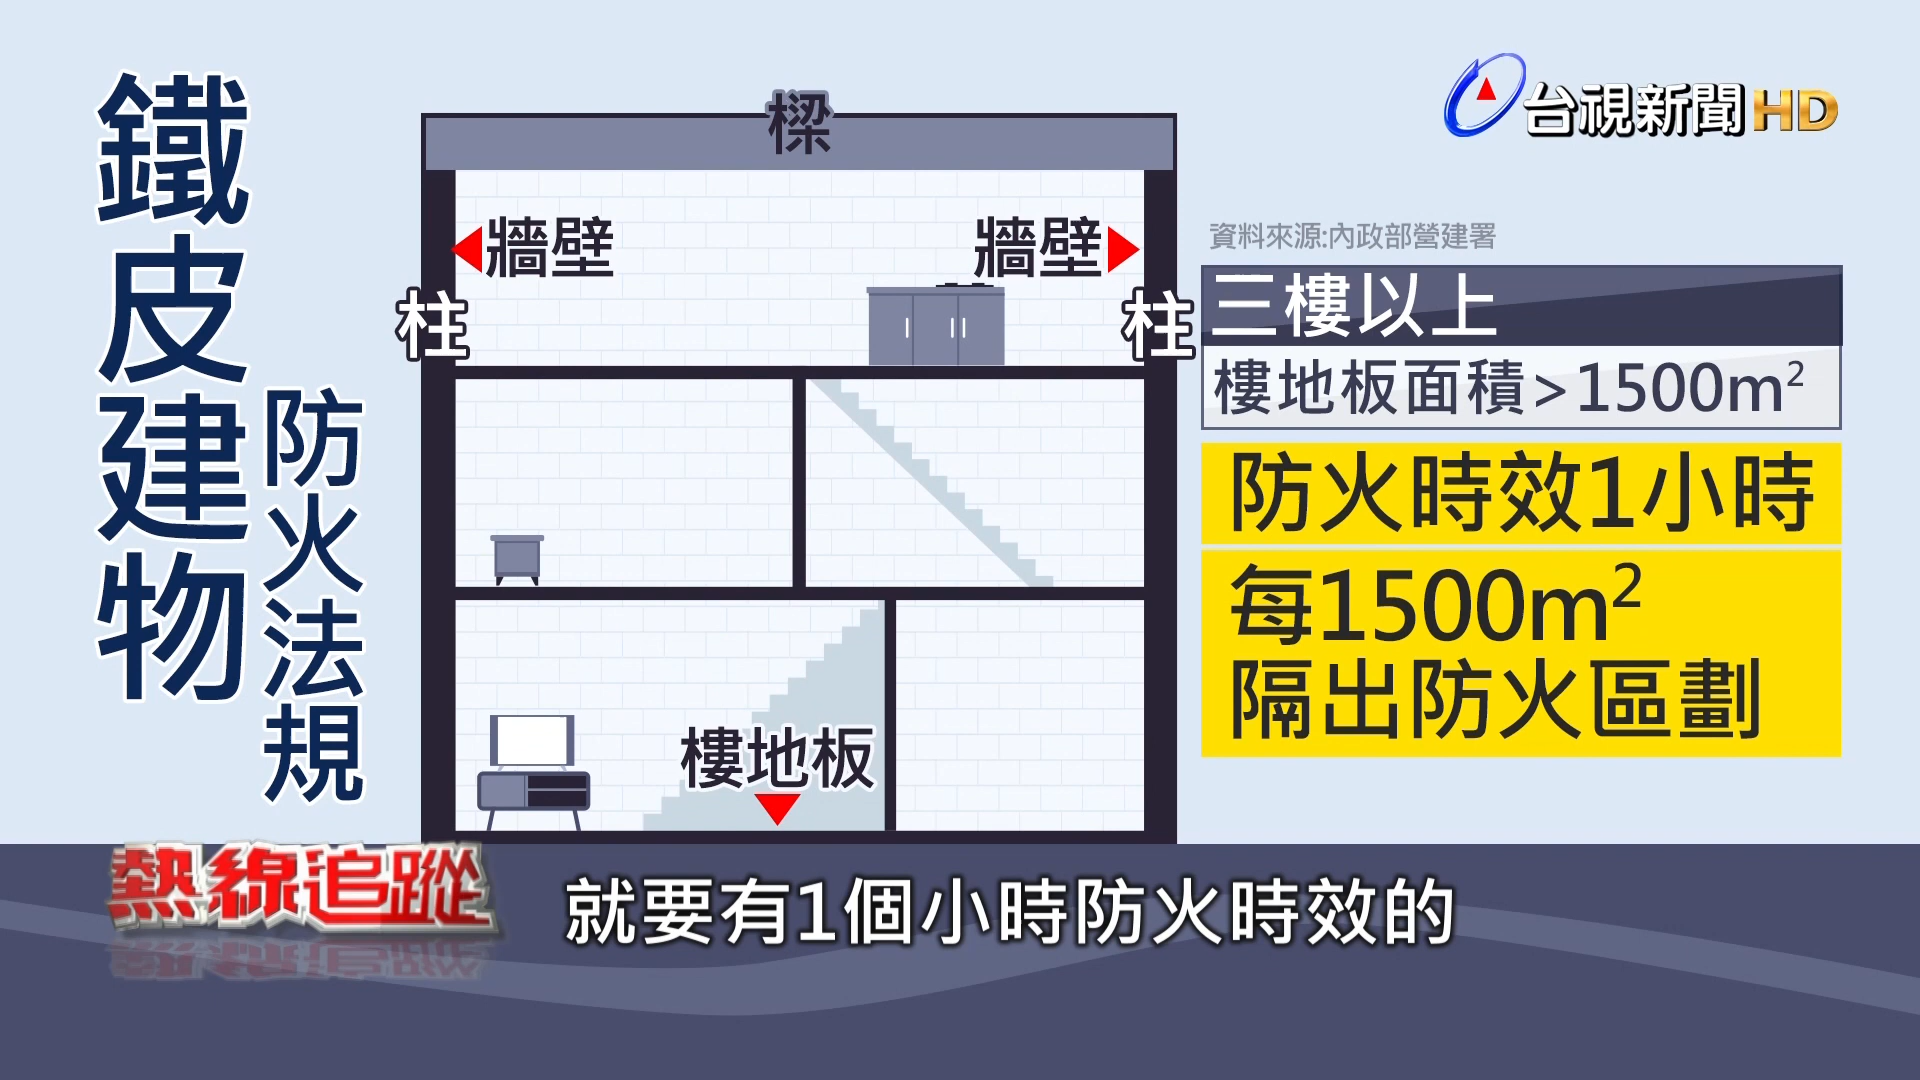 鐵皮建物
防火法規
樑
牆壁
牆壁
柱
柱
樓地板
台視新聞HD
資料來源:內政部營建署
三樓以上
樓地板面積>1500m²
防火時效1小時
每1500m²
隔出防火區劃
熱線追蹤
就要有1個小時防火時效的